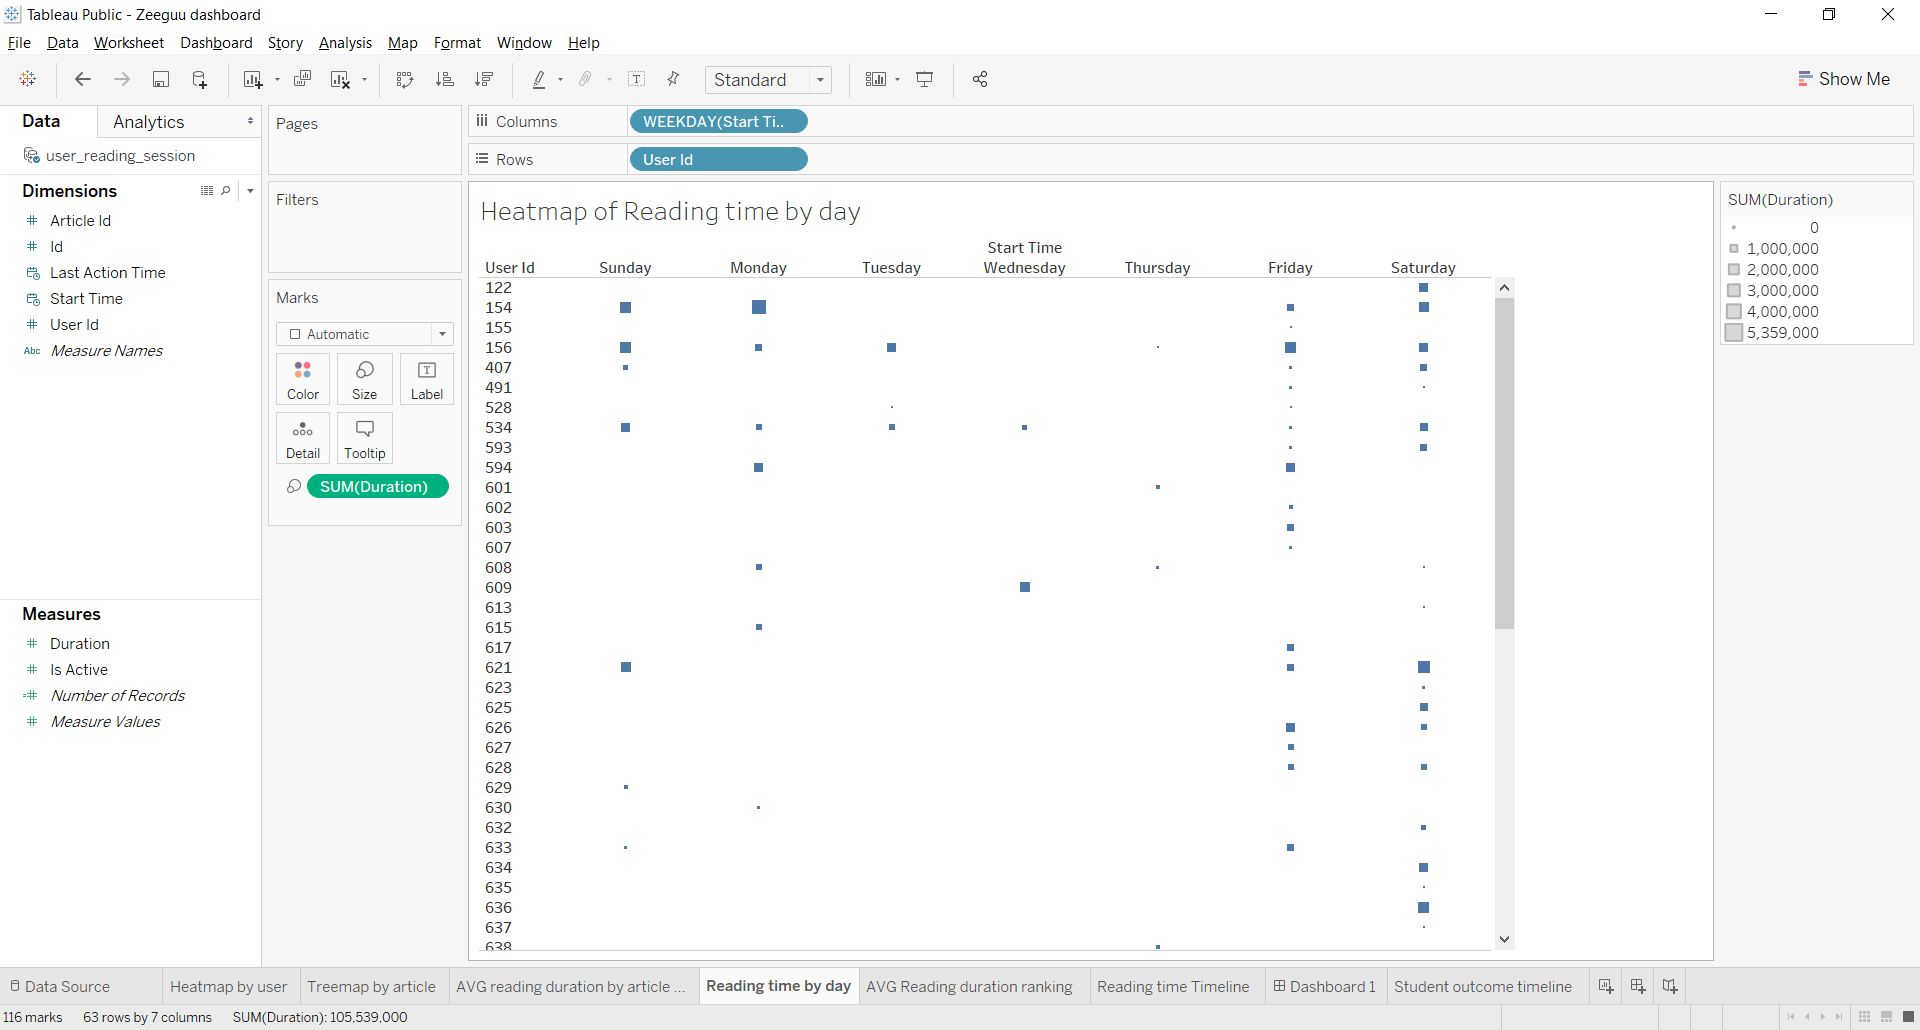 Tableau Public - Zeeguu dashboard
File Data Worksheet Dashboard Story Analysis Map Format Window Help
Standard
Show Me
Data Analytics
user_reading_session
Dimensions
Article Id
Id
Last Action Time
Start Time
User Id
Abc Measure Names
Measures
Duration
Is Active
Number of Records
Measure Values
Pages
Filters
Marks
Automatic
Color Size Label
Detail Tooltip
SUM(Duration)
Columns WEEKDAY(Start Ti..
Rows User Id
Heatmap of Reading time by day
Start Time
User Id Sunday Monday Tuesday Wednesday Thursday Friday Saturday
122
154
155
156
407
491
528
534
593
594
601
602
603
607
608
609
613
615
617
621
623
625
626
627
628
629
630
632
633
634
635
636
637
638
SUM(Duration)
0
1,000,000
2,000,000
3,000,000
4,000,000
5,359,000
Data Source Heatmap by user Treemap by article AVG reading duration by article ... Reading time by day AVG Reading duration ranking Reading time Timeline Dashboard 1 Student outcome timeline
116 marks 63 rows by 7 columns SUM(Duration): 105,539,000